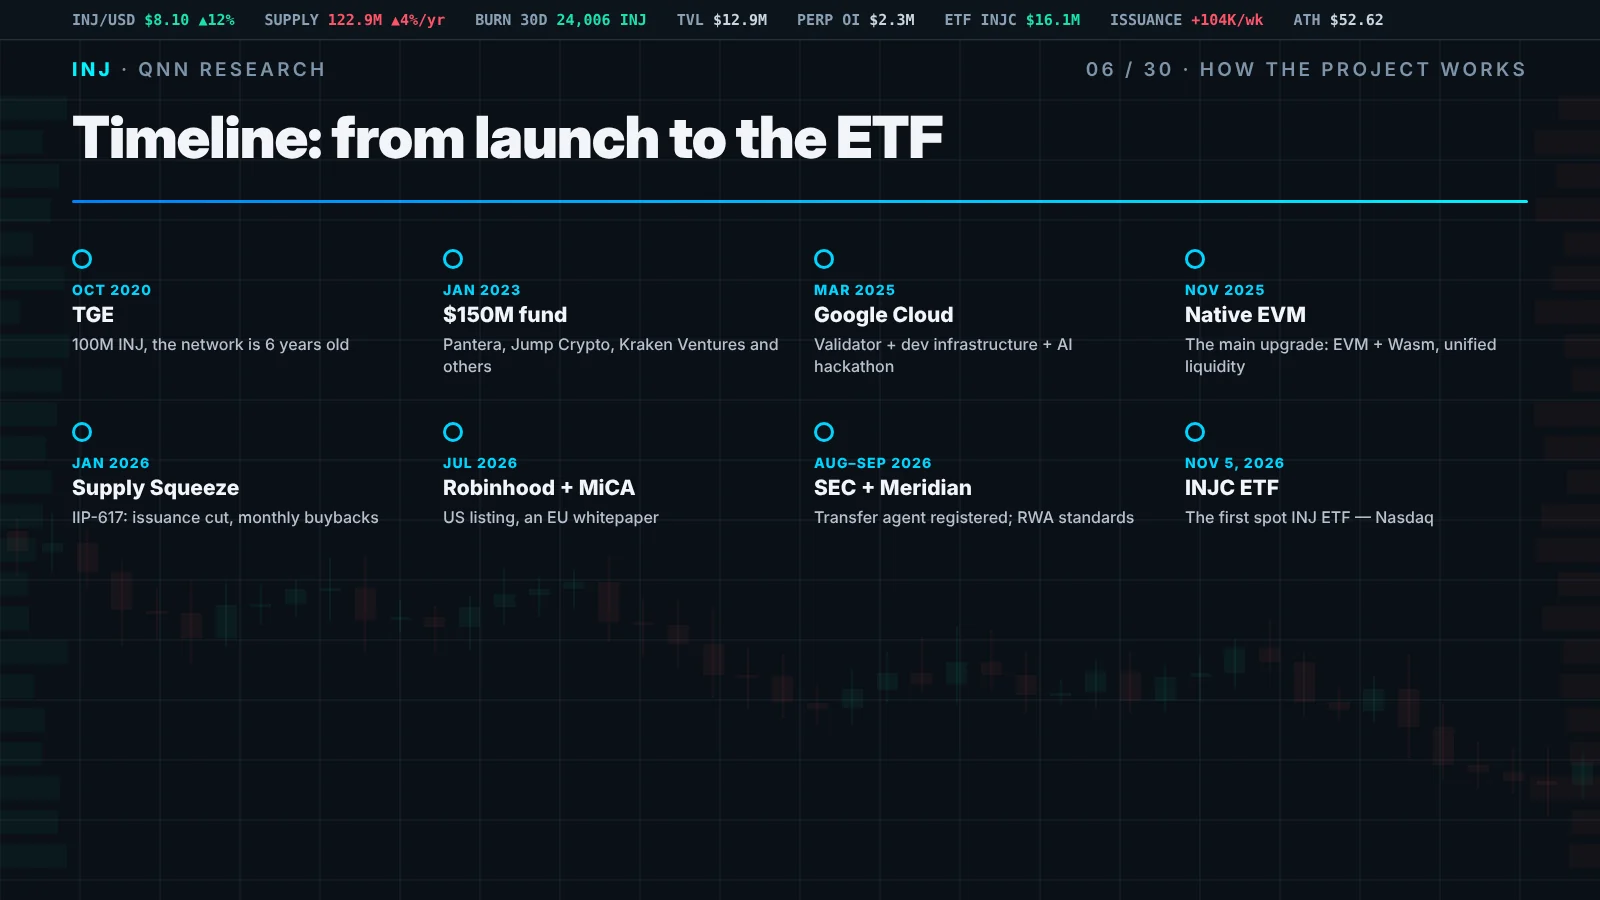 INJ/USD $8.10 ▲12% SUPPLY 122.9M ▲4%/yr BURN 30D 24,006 INJ TVL $12.9M PERP OI $2.3M ETF INJC $16.1M ISSUANCE +104K/wk ATH $52.62
INJ · QNN RESEARCH
06 / 30 · HOW THE PROJECT WORKS
Timeline: from launch to the ETF
OCT 2020
TGE
100M INJ, the network is 6 years old
JAN 2023
$150M fund
Pantera, Jump Crypto, Kraken Ventures and
others
MAR 2025
Google Cloud
Validator + dev infrastructure + AI
hackathon
NOV 2025
Native EVM
The main upgrade: EVM + Wasm, unified
liquidity
JAN 2026
Supply Squeeze
IIP-617: issuance cut, monthly buybacks
JUL 2026
Robinhood + MiCA
US listing, an EU whitepaper
AUG–SEP 2026
SEC + Meridian
Transfer agent registered; RWA standards
NOV 5, 2026
INJC ETF
The first spot INJ ETF — Nasdaq